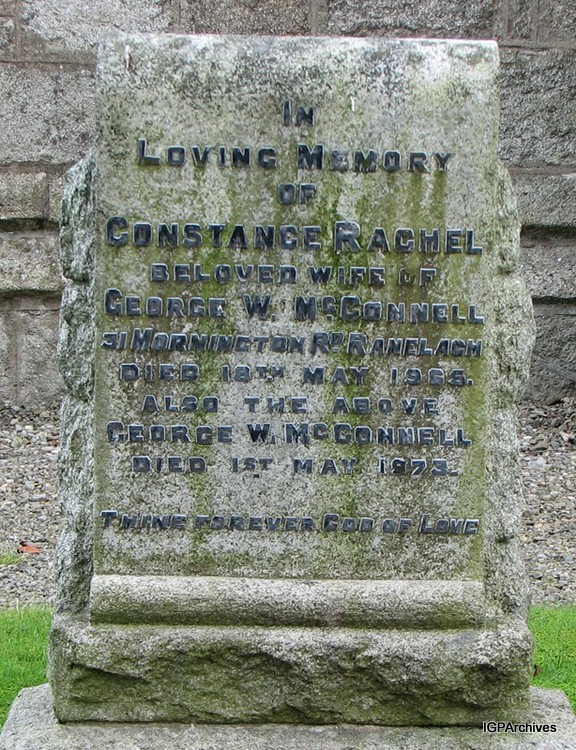 IN
LOVING MEMORY
OF
CONSTANCE RACHEL
BELOVED WIFE OF
GEORGE W. McCONNELL
31 MORNINGTON RD RANELAGH
DIED 18TH MAY 1965.
ALSO THE ABOVE
GEORGE W. McCONNELL
DIED 1ST MAY 1973.
THINE FOREVER GOD OF LOVE
IGPArchives